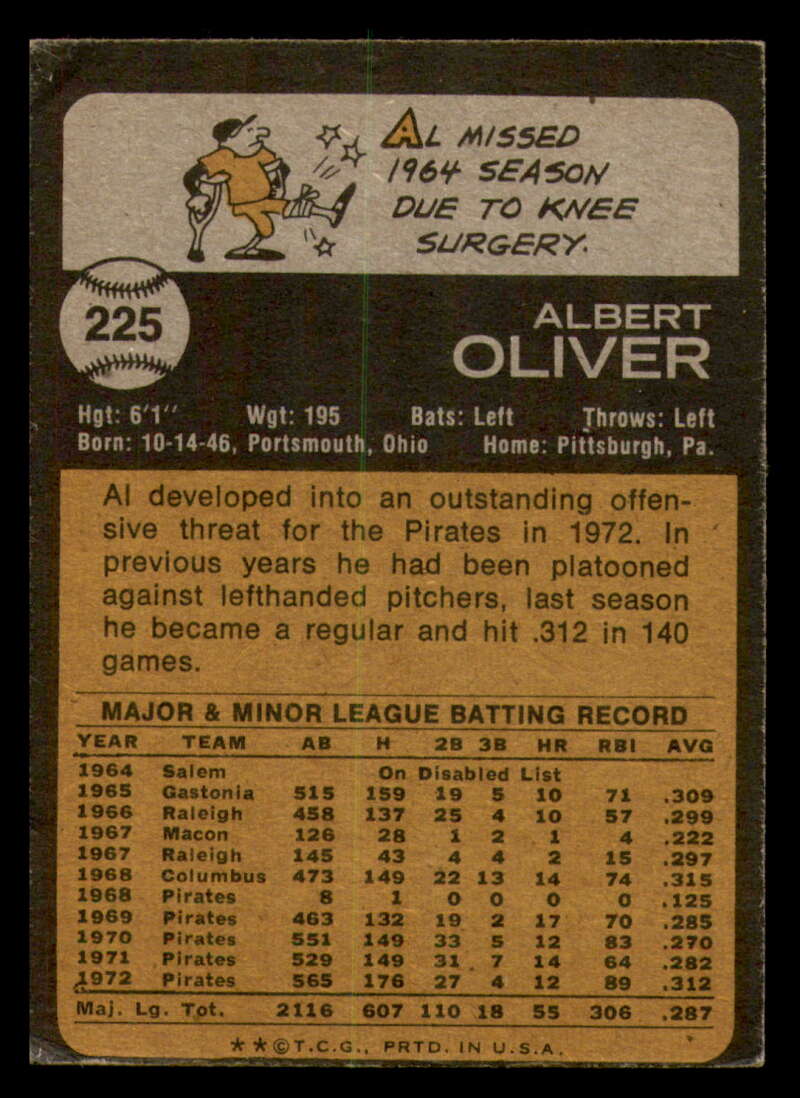 AL MISSED
1964 SEASON
DUE TO KNEE
SURGERY.
225
ALBERT
OLIVER
Hgt: 6'1" Wgt: 195 Bats: Left Throws: Left
Born: 10-14-46, Portsmouth, Ohio Home: Pittsburgh, Pa.
Al developed into an outstanding offen-
sive threat for the Pirates in 1972. In
previous years he had been platooned
against lefthanded pitchers, last season
he became a regular and hit .312 in 140
games.
MAJOR & MINOR LEAGUE BATTING RECORD
YEAR TEAM AB H 2B 3B HR RBI AVG
1964 Salem On Disabled List
1965 Gastonia 515 159 19 5 10 71 .309
1966 Raleigh 458 137 25 4 10 57 .299
1967 Macon 126 28 1 2 1 4 .222
1967 Raleigh 145 43 4 4 2 15 .297
1968 Columbus 473 149 22 13 14 74 .315
1968 Pirates 8 1 0 0 0 0 .125
1969 Pirates 463 132 19 2 17 70 .285
1970 Pirates 551 149 33 5 12 83 .270
1971 Pirates 529 149 31 7 14 64 .282
1972 Pirates 565 176 27 4 12 89 .312
Maj. Lg. Tot. 2116 607 110 18 55 306 .287
**©T.C.G., PRTD. IN U.S.A.